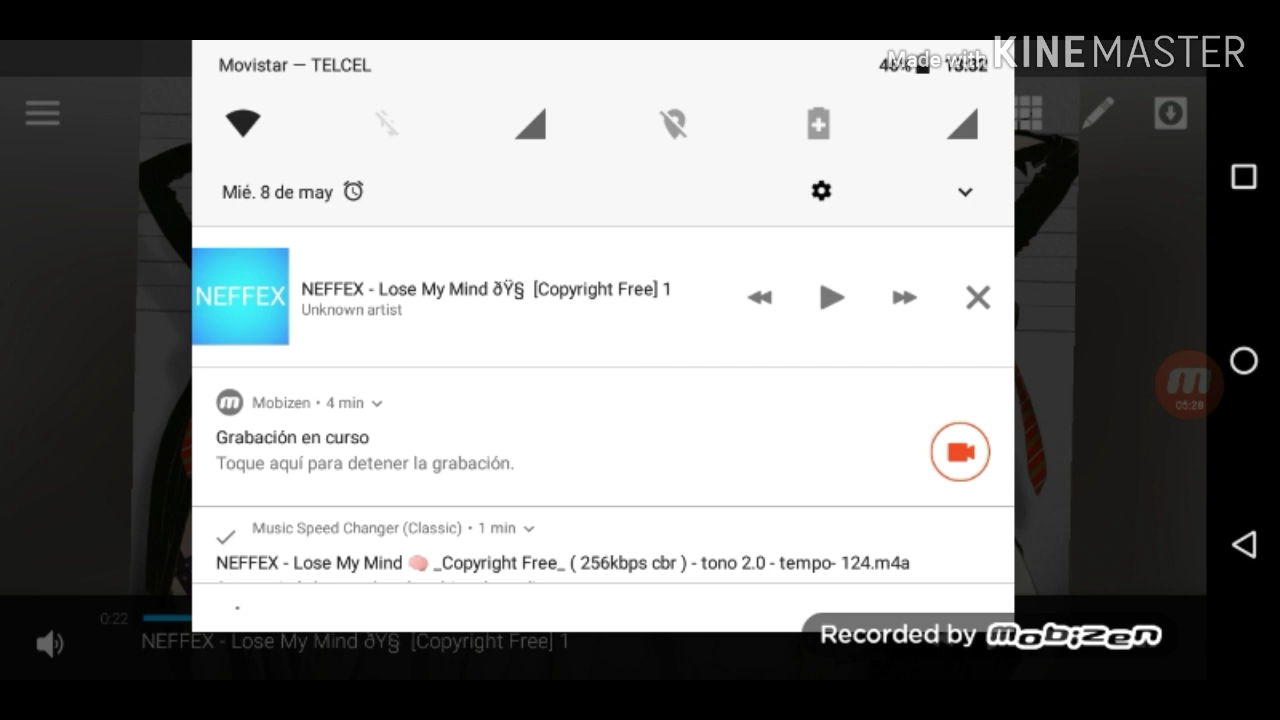 Movistar — TELCEL
Made with KINEMASTER
Mié. 8 de may
NEFFEX
NEFFEX - Lose My Mind ðŸ§ [Copyright Free] 1
Unknown artist
Mobizen • 4 min
05:28
Grabación en curso
Toque aquí para detener la grabación.
Music Speed Changer (Classic) • 1 min
NEFFEX - Lose My Mind 🧠 _Copyright Free_ ( 256kbps cbr ) - tono 2.0 - tempo- 124.m4a
0:22
NEFFEX - Lose My Mind ðŸ§ [Copyright Free] 1
Recorded by mobizen